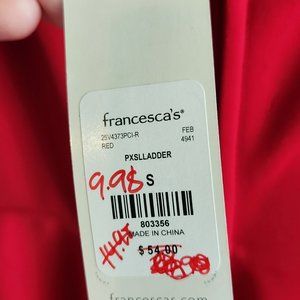 francesca's®
25V4373PCI-R FEB
RED 4941
PXSLLADDER
9.98 S
803356
MADE IN CHINA
$ 54.00
francescas.com